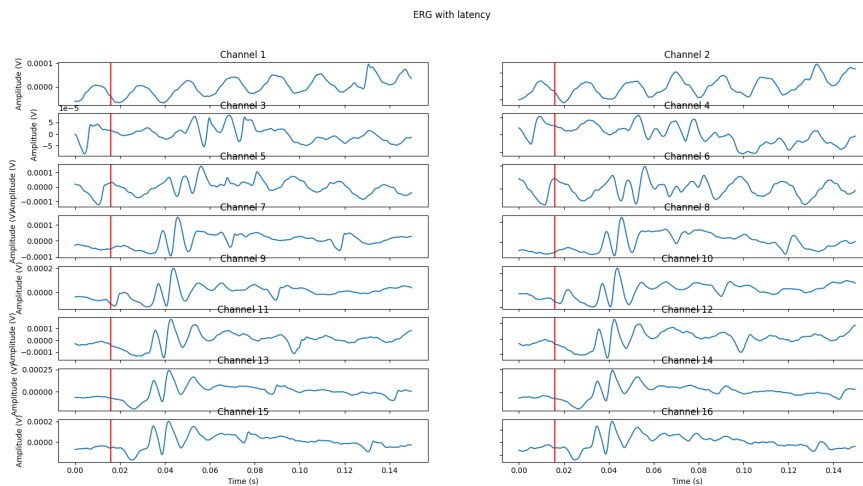 ERG with latency
Channel 1
Channel 2
Amplitude (V)
0.0001
0.0000
1e−5
Channel 3
Channel 4
Amplitude (V)
5
0
−5
Channel 5
Channel 6
Amplitude (V)
0.0001
0.0000
−0.0001
Channel 7
Channel 8
Amplitude (V)
0.0001
0.0000
−0.0001
Channel 9
Channel 10
Amplitude (V)
0.0002
0.0000
Channel 11
Channel 12
Amplitude (V)
0.0001
0.0000
−0.0001
Channel 13
Channel 14
Amplitude (V)
0.00025
0.00000
Channel 15
Channel 16
Amplitude (V)
0.0002
0.0000
0.00 0.02 0.04 0.06 0.08 0.10 0.12 0.14
0.00 0.02 0.04 0.06 0.08 0.10 0.12 0.14
Time (s)
Time (s)